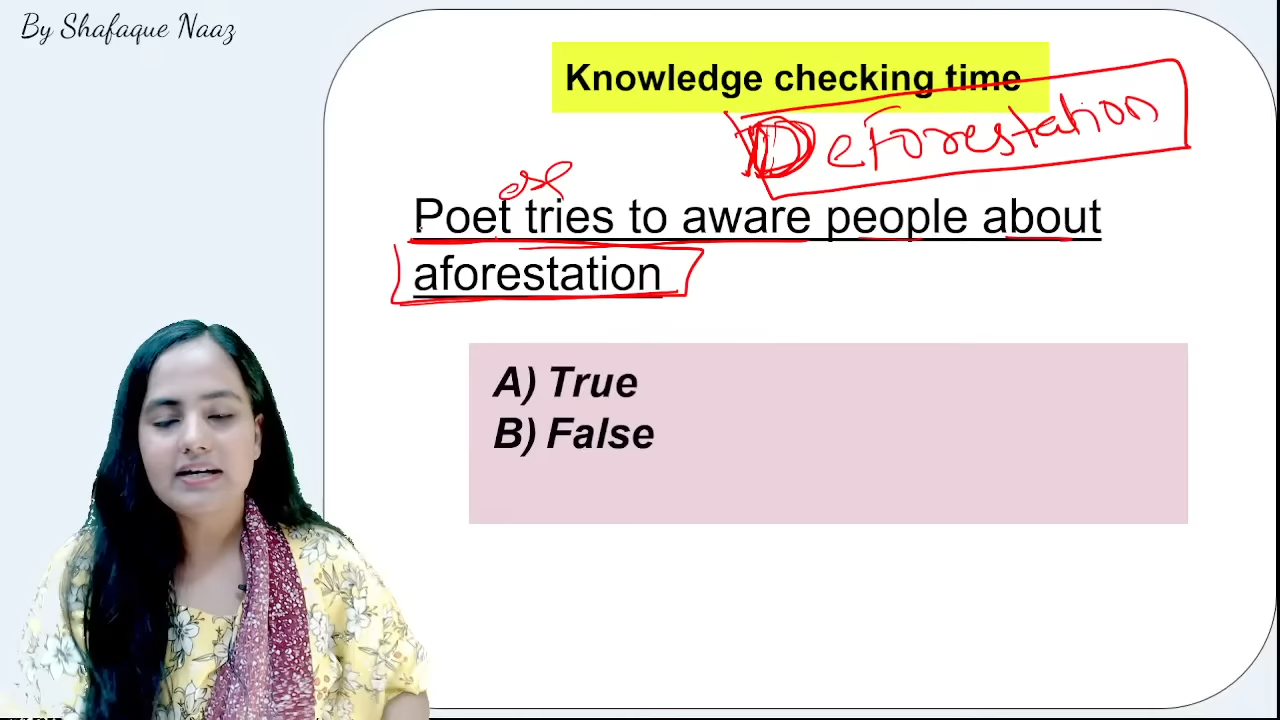 By Shafaque Naaz
Knowledge checking time
Deforestation
Poet tries to aware people about
aforestation
A) True
B) False